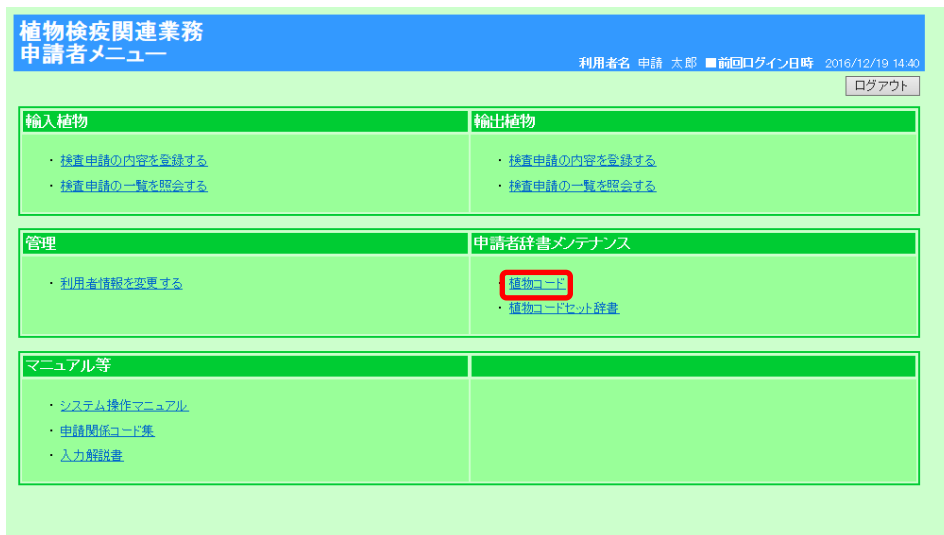 植物検疫関連業務
申請者メニュー
利用者名 申請 太郎 ■前回ログイン日時 2016/12/19 14:40
ログアウト
輸入植物
・検査申請の内容を登録する
・検査申請の一覧を照会する
輸出植物
・検査申請の内容を登録する
・検査申請の一覧を照会する
管理
・利用者情報を変更する
申請者辞書メンテナンス
・植物コード
・植物コードセット辞書
マニュアル等
・システム操作マニュアル
・申請関係コード集
・入力解説書